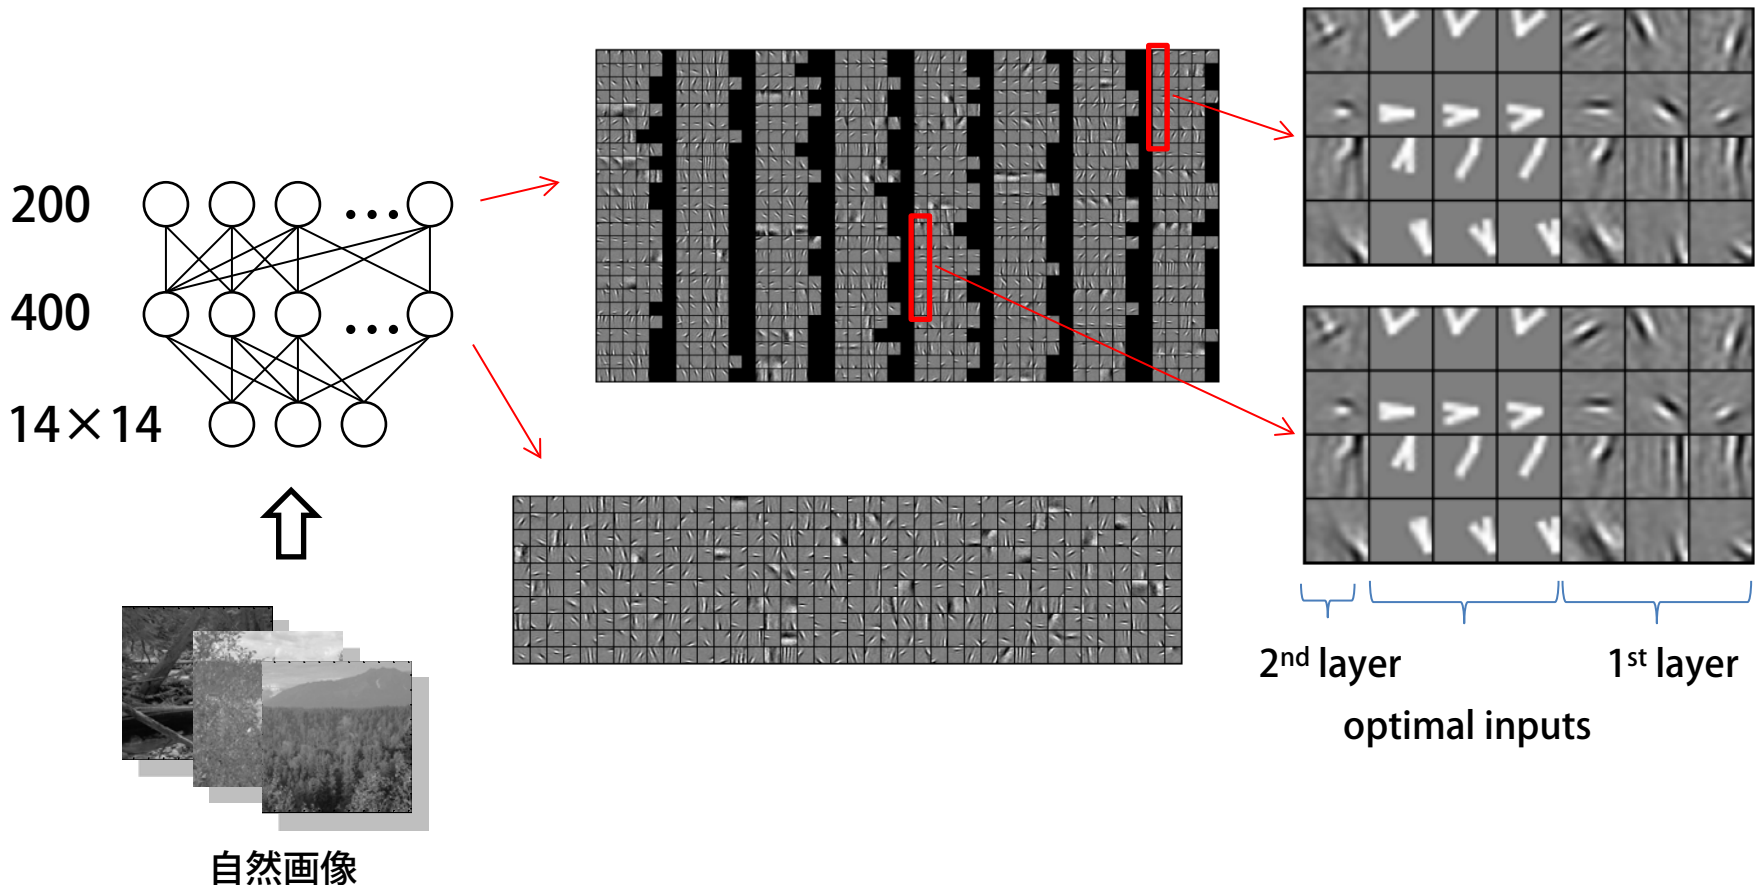 200
400
14×14
自然画像
2nd layer
1st layer
optimal inputs